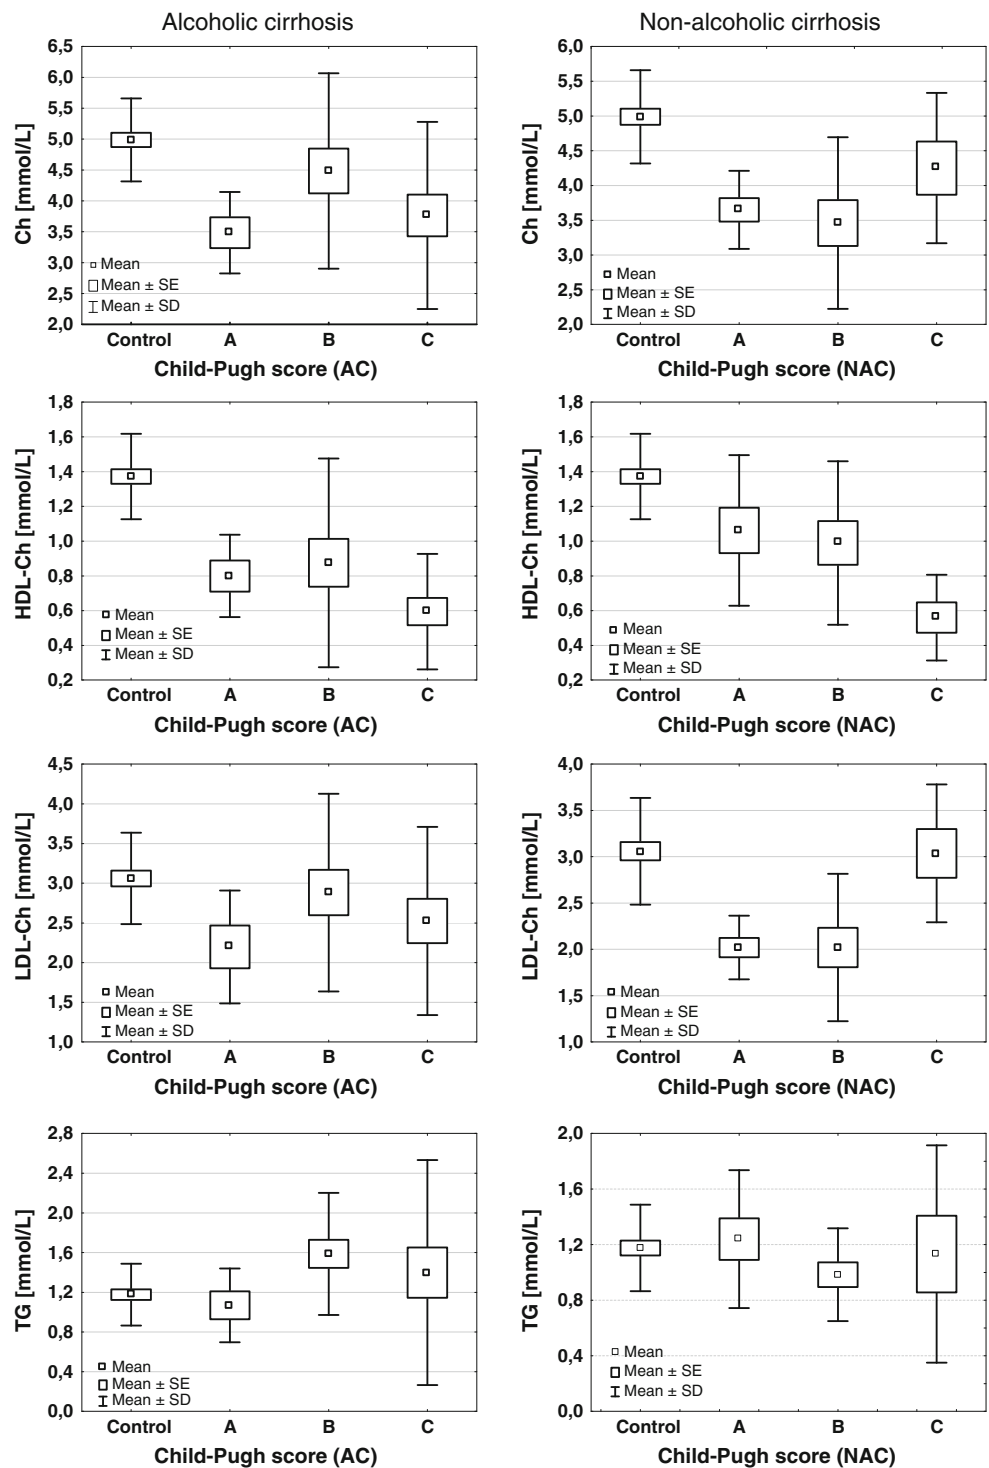 Alcoholic cirrhosis
Non-alcoholic cirrhosis
Ch [mmol/L]
6,5
6,0
5,5
5,0
4,5
4,0
3,5
3,0
2,5
2,0
Mean
Mean ± SE
Mean ± SD
Control A B C
Child-Pugh score (AC)
Ch [mmol/L]
6,0
5,5
5,0
4,5
4,0
3,5
3,0
2,5
2,0
Mean
Mean ± SE
Mean ± SD
Control A B C
Child-Pugh score (NAC)
HDL-Ch [mmol/L]
1,8
1,6
1,4
1,2
1,0
0,8
0,6
0,4
0,2
Mean
Mean ± SE
Mean ± SD
Control A B C
Child-Pugh score (AC)
HDL-Ch [mmol/L]
1,8
1,6
1,4
1,2
1,0
0,8
0,6
0,4
0,2
Mean
Mean ± SE
Mean ± SD
Control A B C
Child-Pugh score (NAC)
LDL-Ch [mmol/L]
4,5
4,0
3,5
3,0
2,5
2,0
1,5
1,0
Mean
Mean ± SE
Mean ± SD
Control A B C
Child-Pugh score (AC)
LDL-Ch [mmol/L]
4,0
3,5
3,0
2,5
2,0
1,5
1,0
Mean
Mean ± SE
Mean ± SD
Control A B C
Child-Pugh score (NAC)
TG [mmol/L]
2,8
2,4
2,0
1,6
1,2
0,8
0,4
0,0
Mean
Mean ± SE
Mean ± SD
Control A B C
Child-Pugh score (AC)
TG [mmol/L]
2,0
1,6
1,2
0,8
0,4
0,0
Mean
Mean ± SE
Mean ± SD
Control A B C
Child-Pugh score (NAC)